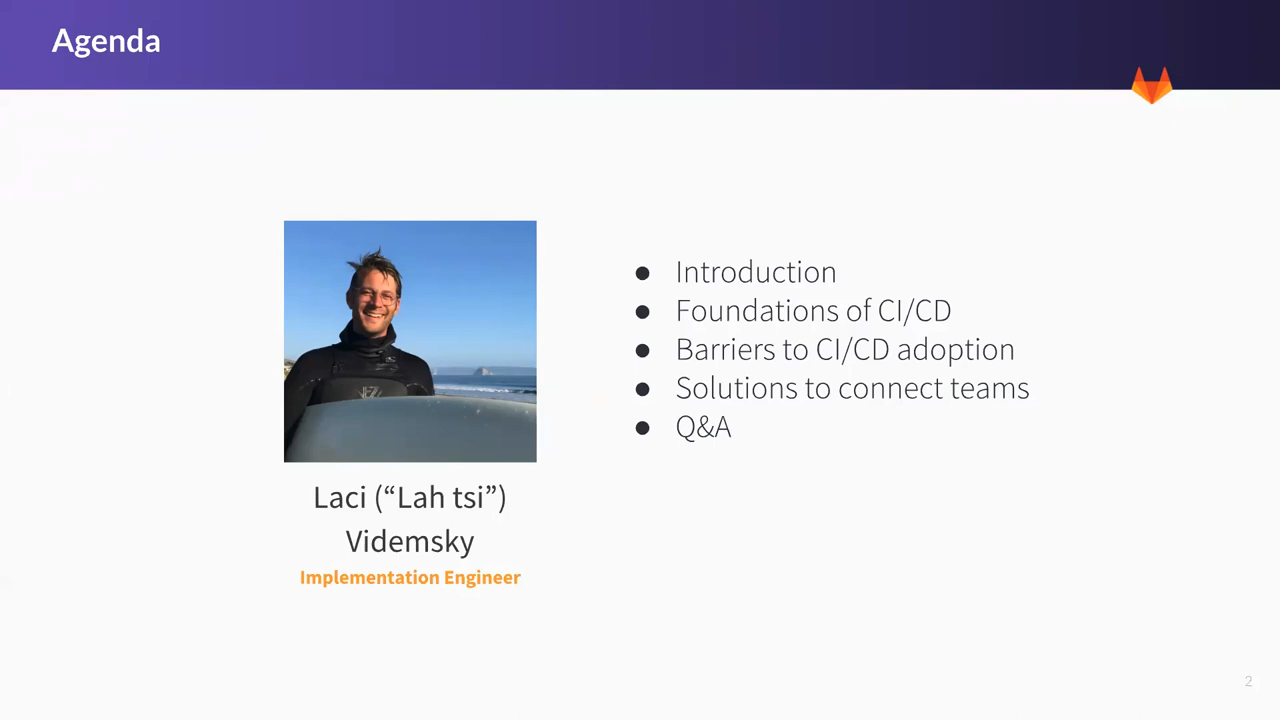 Agenda
Laci (“Lah tsi”)
Videmsky
Implementation Engineer
● Introduction
● Foundations of CI/CD
● Barriers to CI/CD adoption
● Solutions to connect teams
● Q&A
2